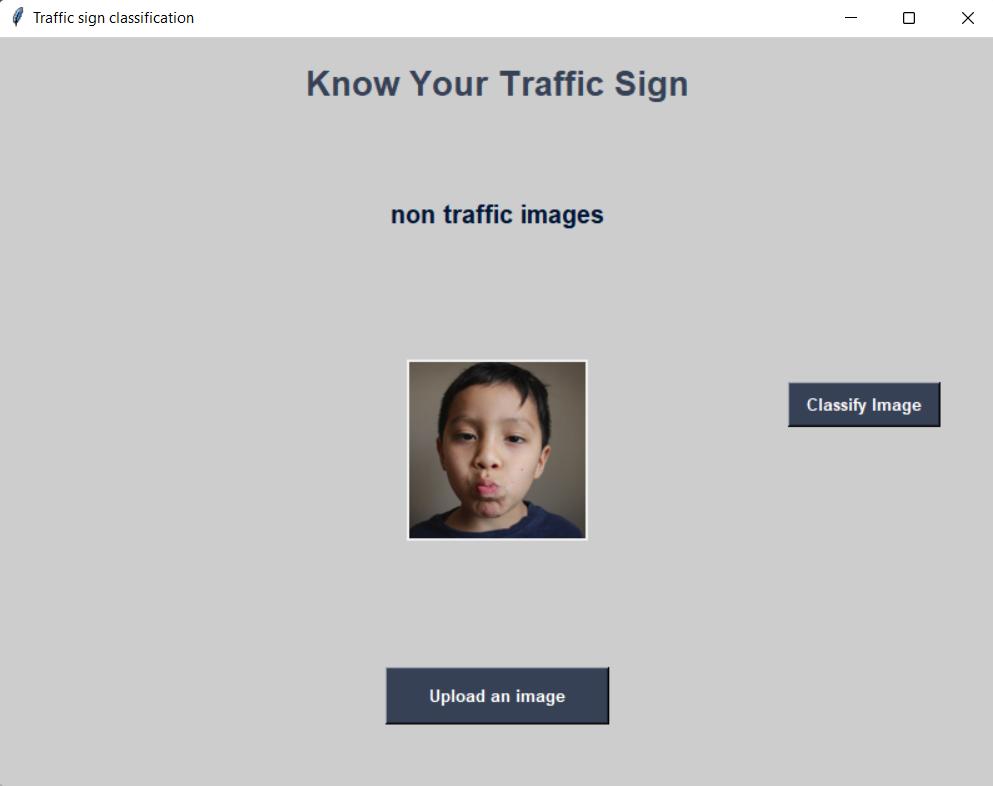 Traffic sign classification
Know Your Traffic Sign
non traffic images
Classify Image
Upload an image